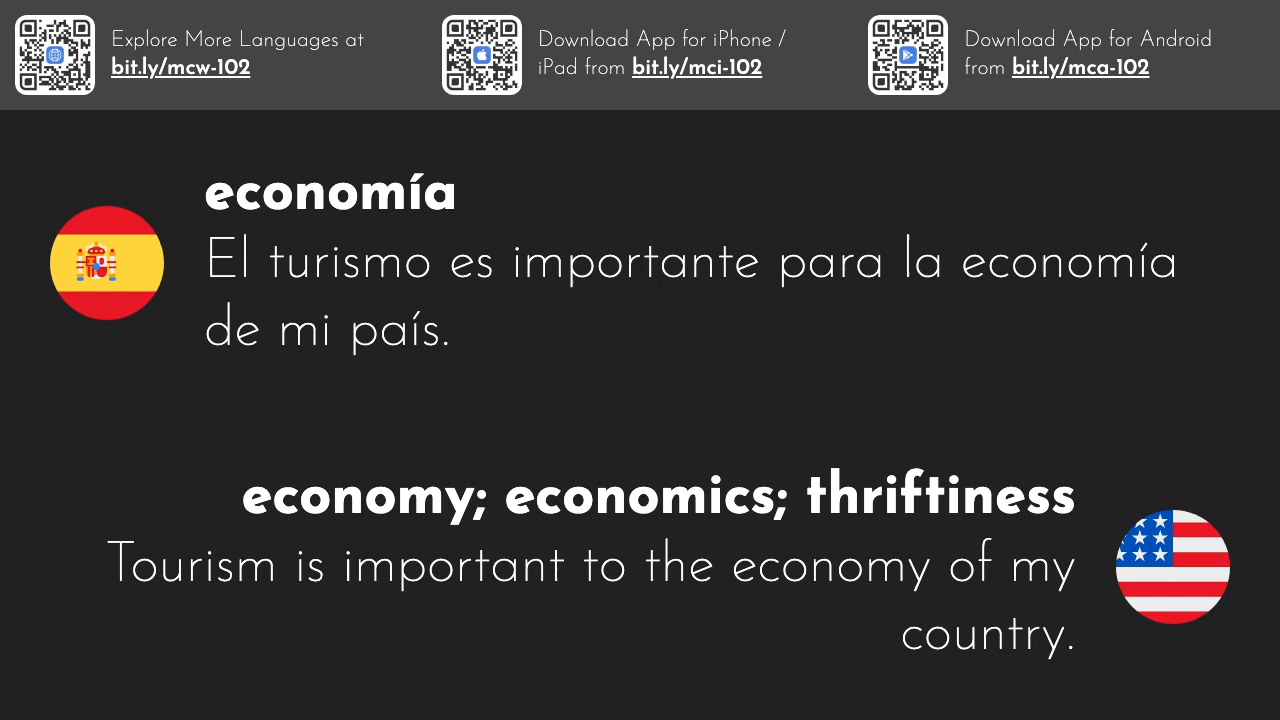 Explore More Languages at
bit.ly/mcw-102
Download App for iPhone /
iPad from bit.ly/mci-102
Download App for Android
from bit.ly/mca-102
economía
El turismo es importante para la economía
de mi país.
economy; economics; thriftiness
Tourism is important to the economy of my
country.